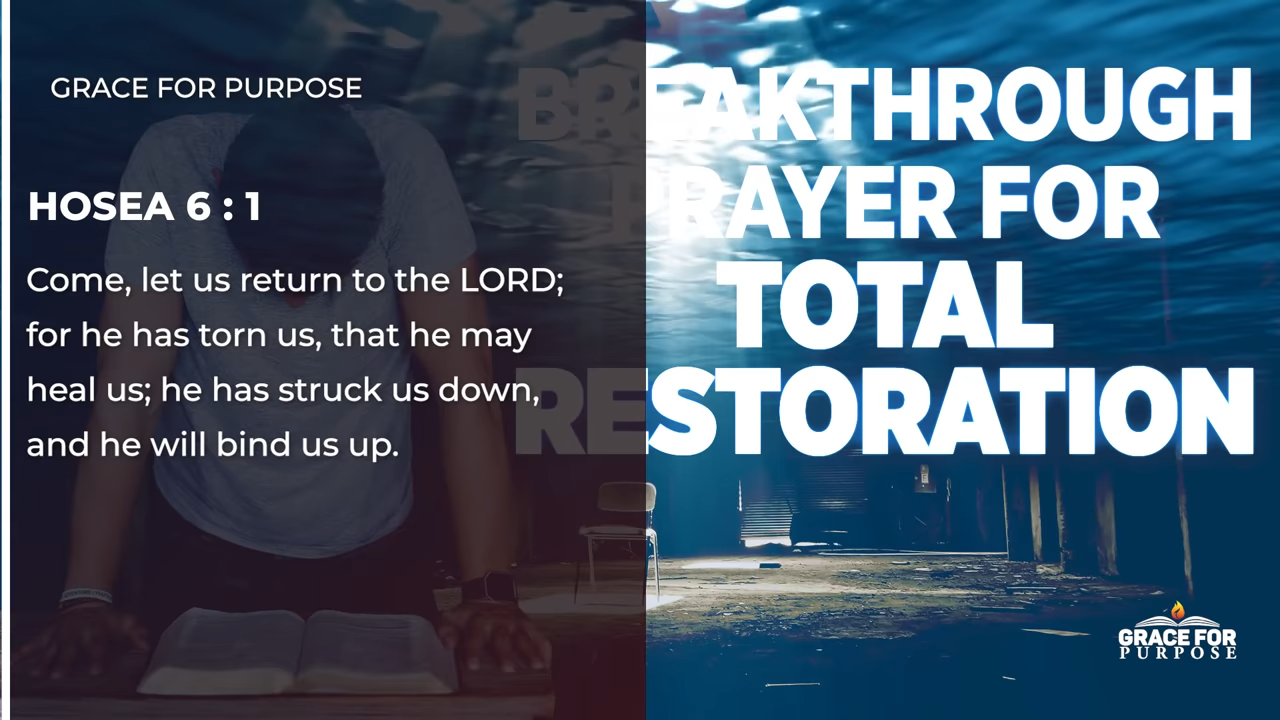 GRACE FOR PURPOSE
HOSEA 6 : 1
Come, let us return to the LORD;
for he has torn us, that he may
heal us; he has struck us down,
and he will bind us up.
BREAKTHROUGH
PRAYER FOR
TOTAL
RESTORATION
GRACE FOR
PURPOSE